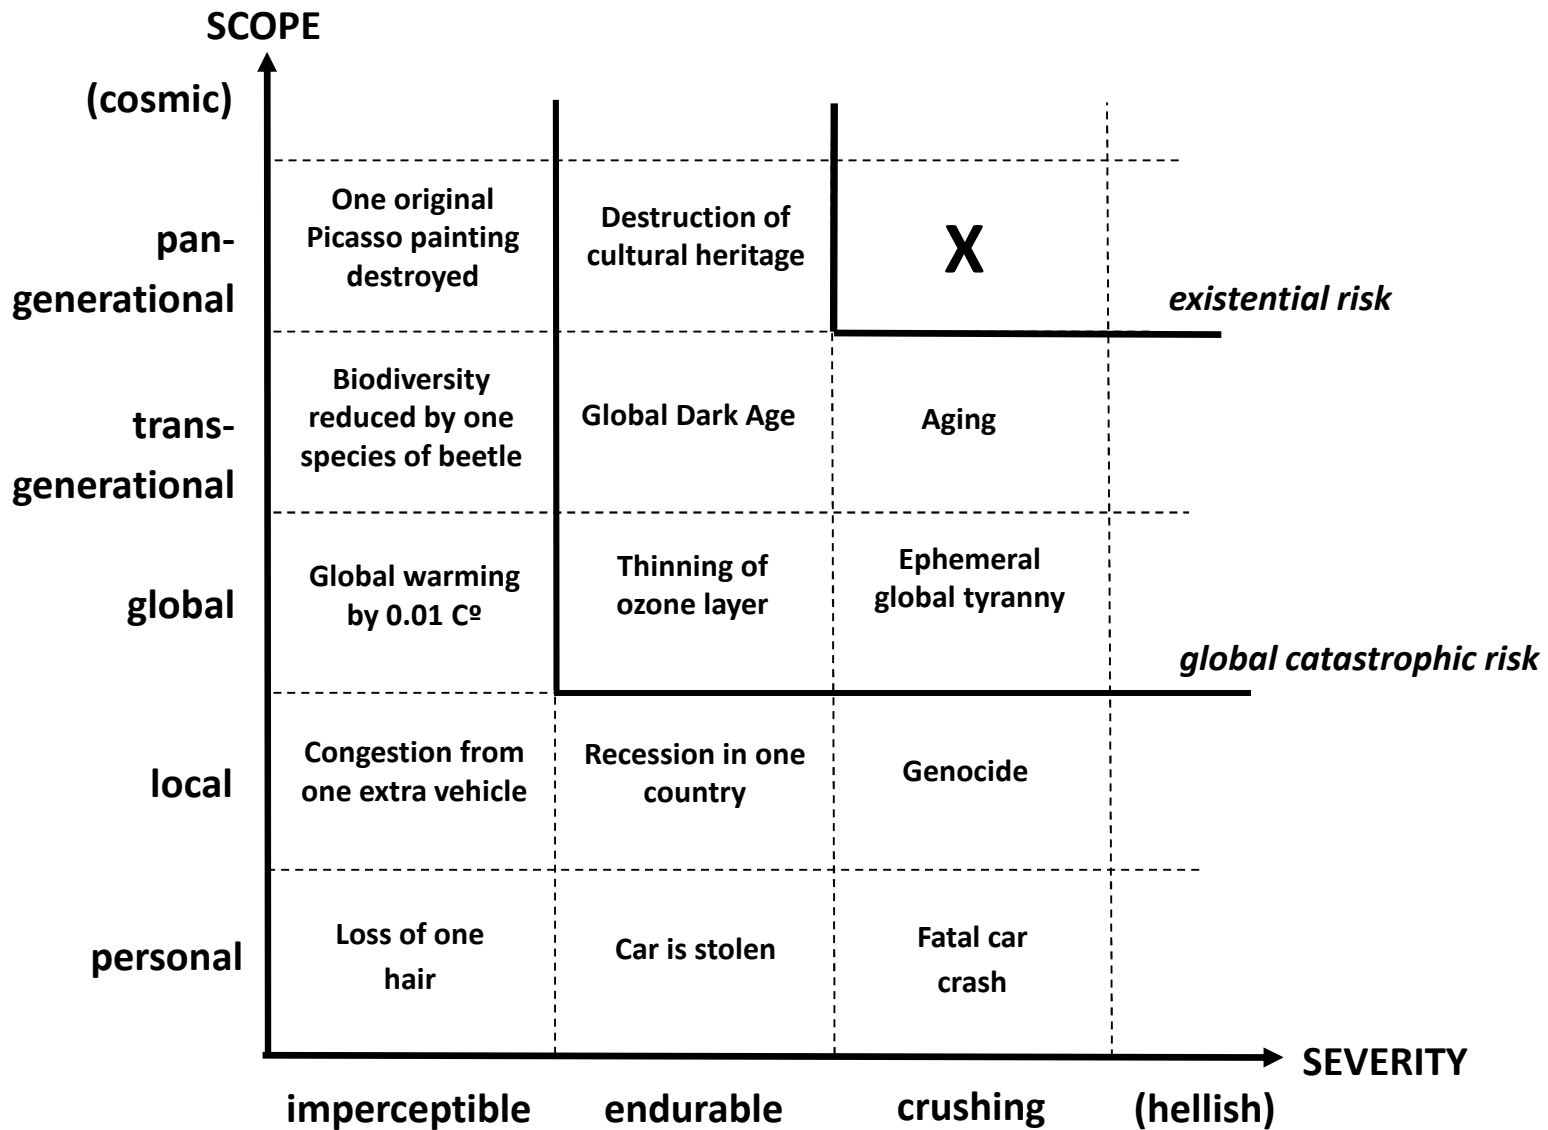 SCOPE
(cosmic)
pan-
generational
One original
Picasso painting
destroyed
Destruction of
cultural heritage
X
existential risk
trans-
generational
Biodiversity
reduced by one
species of beetle
Global Dark Age
Aging
global
Global warming
by 0.01 Cº
Thinning of
ozone layer
Ephemeral
global tyranny
global catastrophic risk
local
Congestion from
one extra vehicle
Recession in one
country
Genocide
personal
Loss of one
hair
Car is stolen
Fatal car
crash
SEVERITY
imperceptible
endurable
crushing
(hellish)